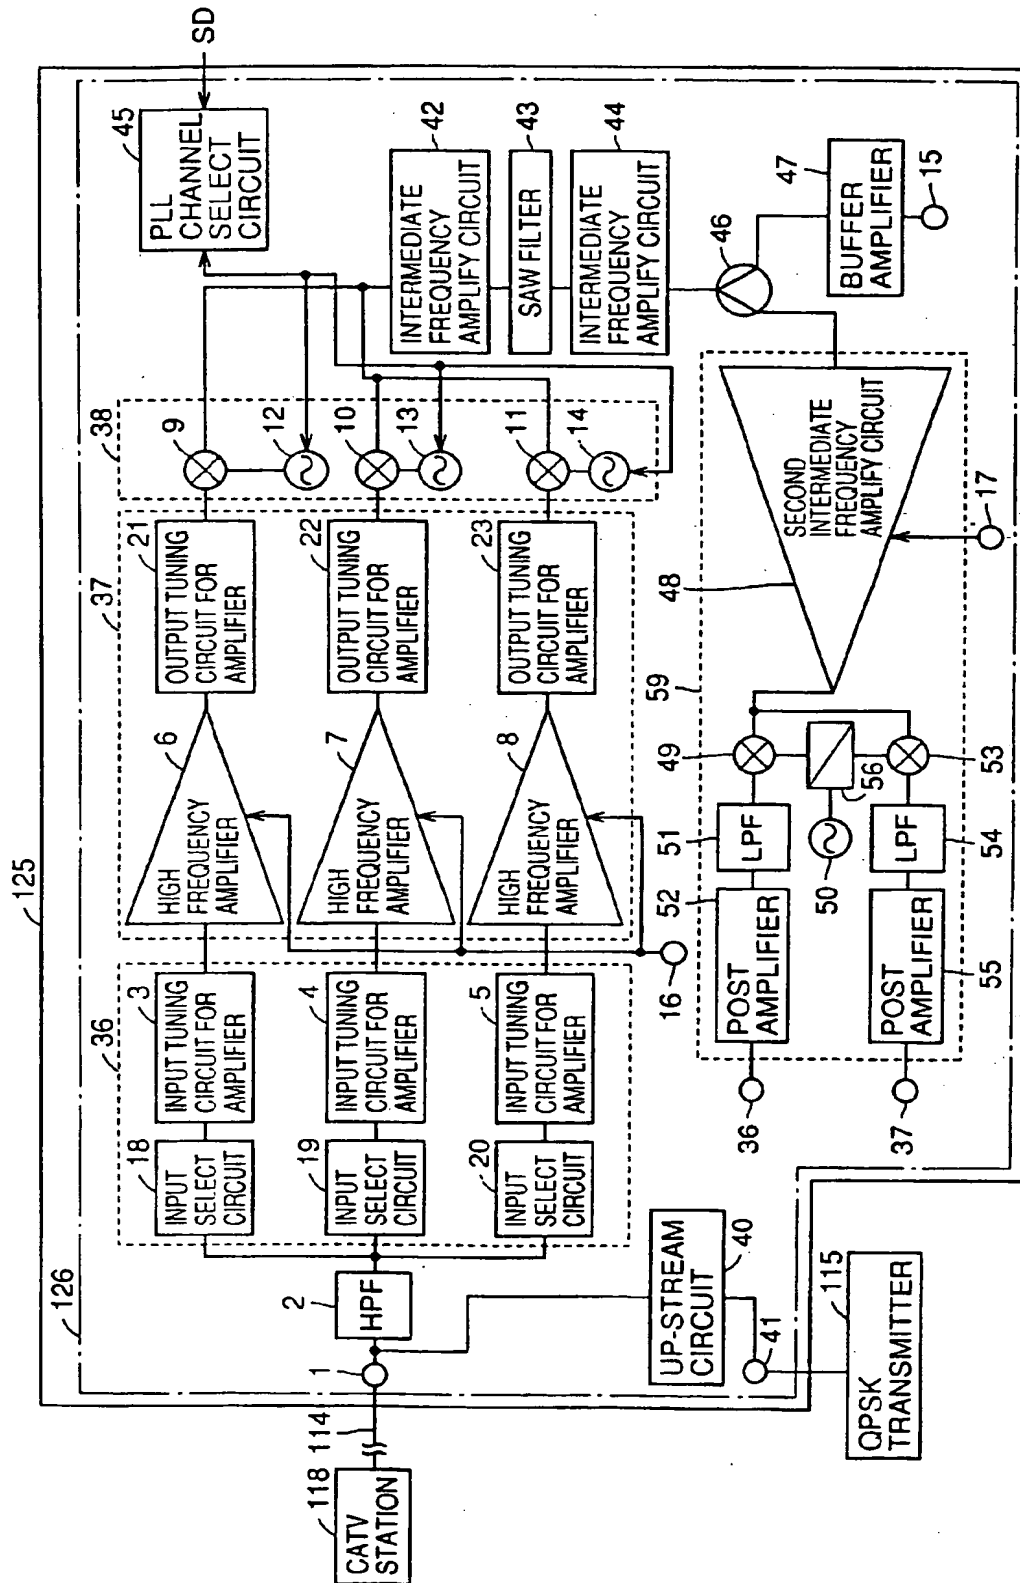 125
126
118
CATV
STATION
114
1
2
HPF
36
18
INPUT
SELECT
CIRCUIT
3
INPUT TUNING
CIRCUIT FOR
AMPLIFIER
19
INPUT
SELECT
CIRCUIT
4
INPUT TUNING
CIRCUIT FOR
AMPLIFIER
20
INPUT
SELECT
CIRCUIT
5
INPUT TUNING
CIRCUIT FOR
AMPLIFIER
16
37
6
HIGH
FREQUENCY
AMPLIFIER
21
OUTPUT TUNING
CIRCUIT FOR
AMPLIFIER
7
HIGH
FREQUENCY
AMPLIFIER
22
OUTPUT TUNING
CIRCUIT FOR
AMPLIFIER
8
HIGH
FREQUENCY
AMPLIFIER
23
OUTPUT TUNING
CIRCUIT FOR
AMPLIFIER
38
9
12
10
13
11
14
45
PLL
CHANNEL
SELECT
CIRCUIT
SD
42
INTERMEDIATE
FREQUENCY
AMPLIFY CIRCUIT
43
SAW FILTER
44
INTERMEDIATE
FREQUENCY
AMPLIFY CIRCUIT
46
47
BUFFER
AMPLIFIER
15
59
48
SECOND
INTERMEDIATE
FREQUENCY
AMPLIFY CIRCUIT
17
49
50
56
53
51
LPF
54
LPF
52
POST
AMPLIFIER
55
POST
AMPLIFIER
36
37
40
UP-STREAM
CIRCUIT
41
115
QPSK
TRANSMITTER